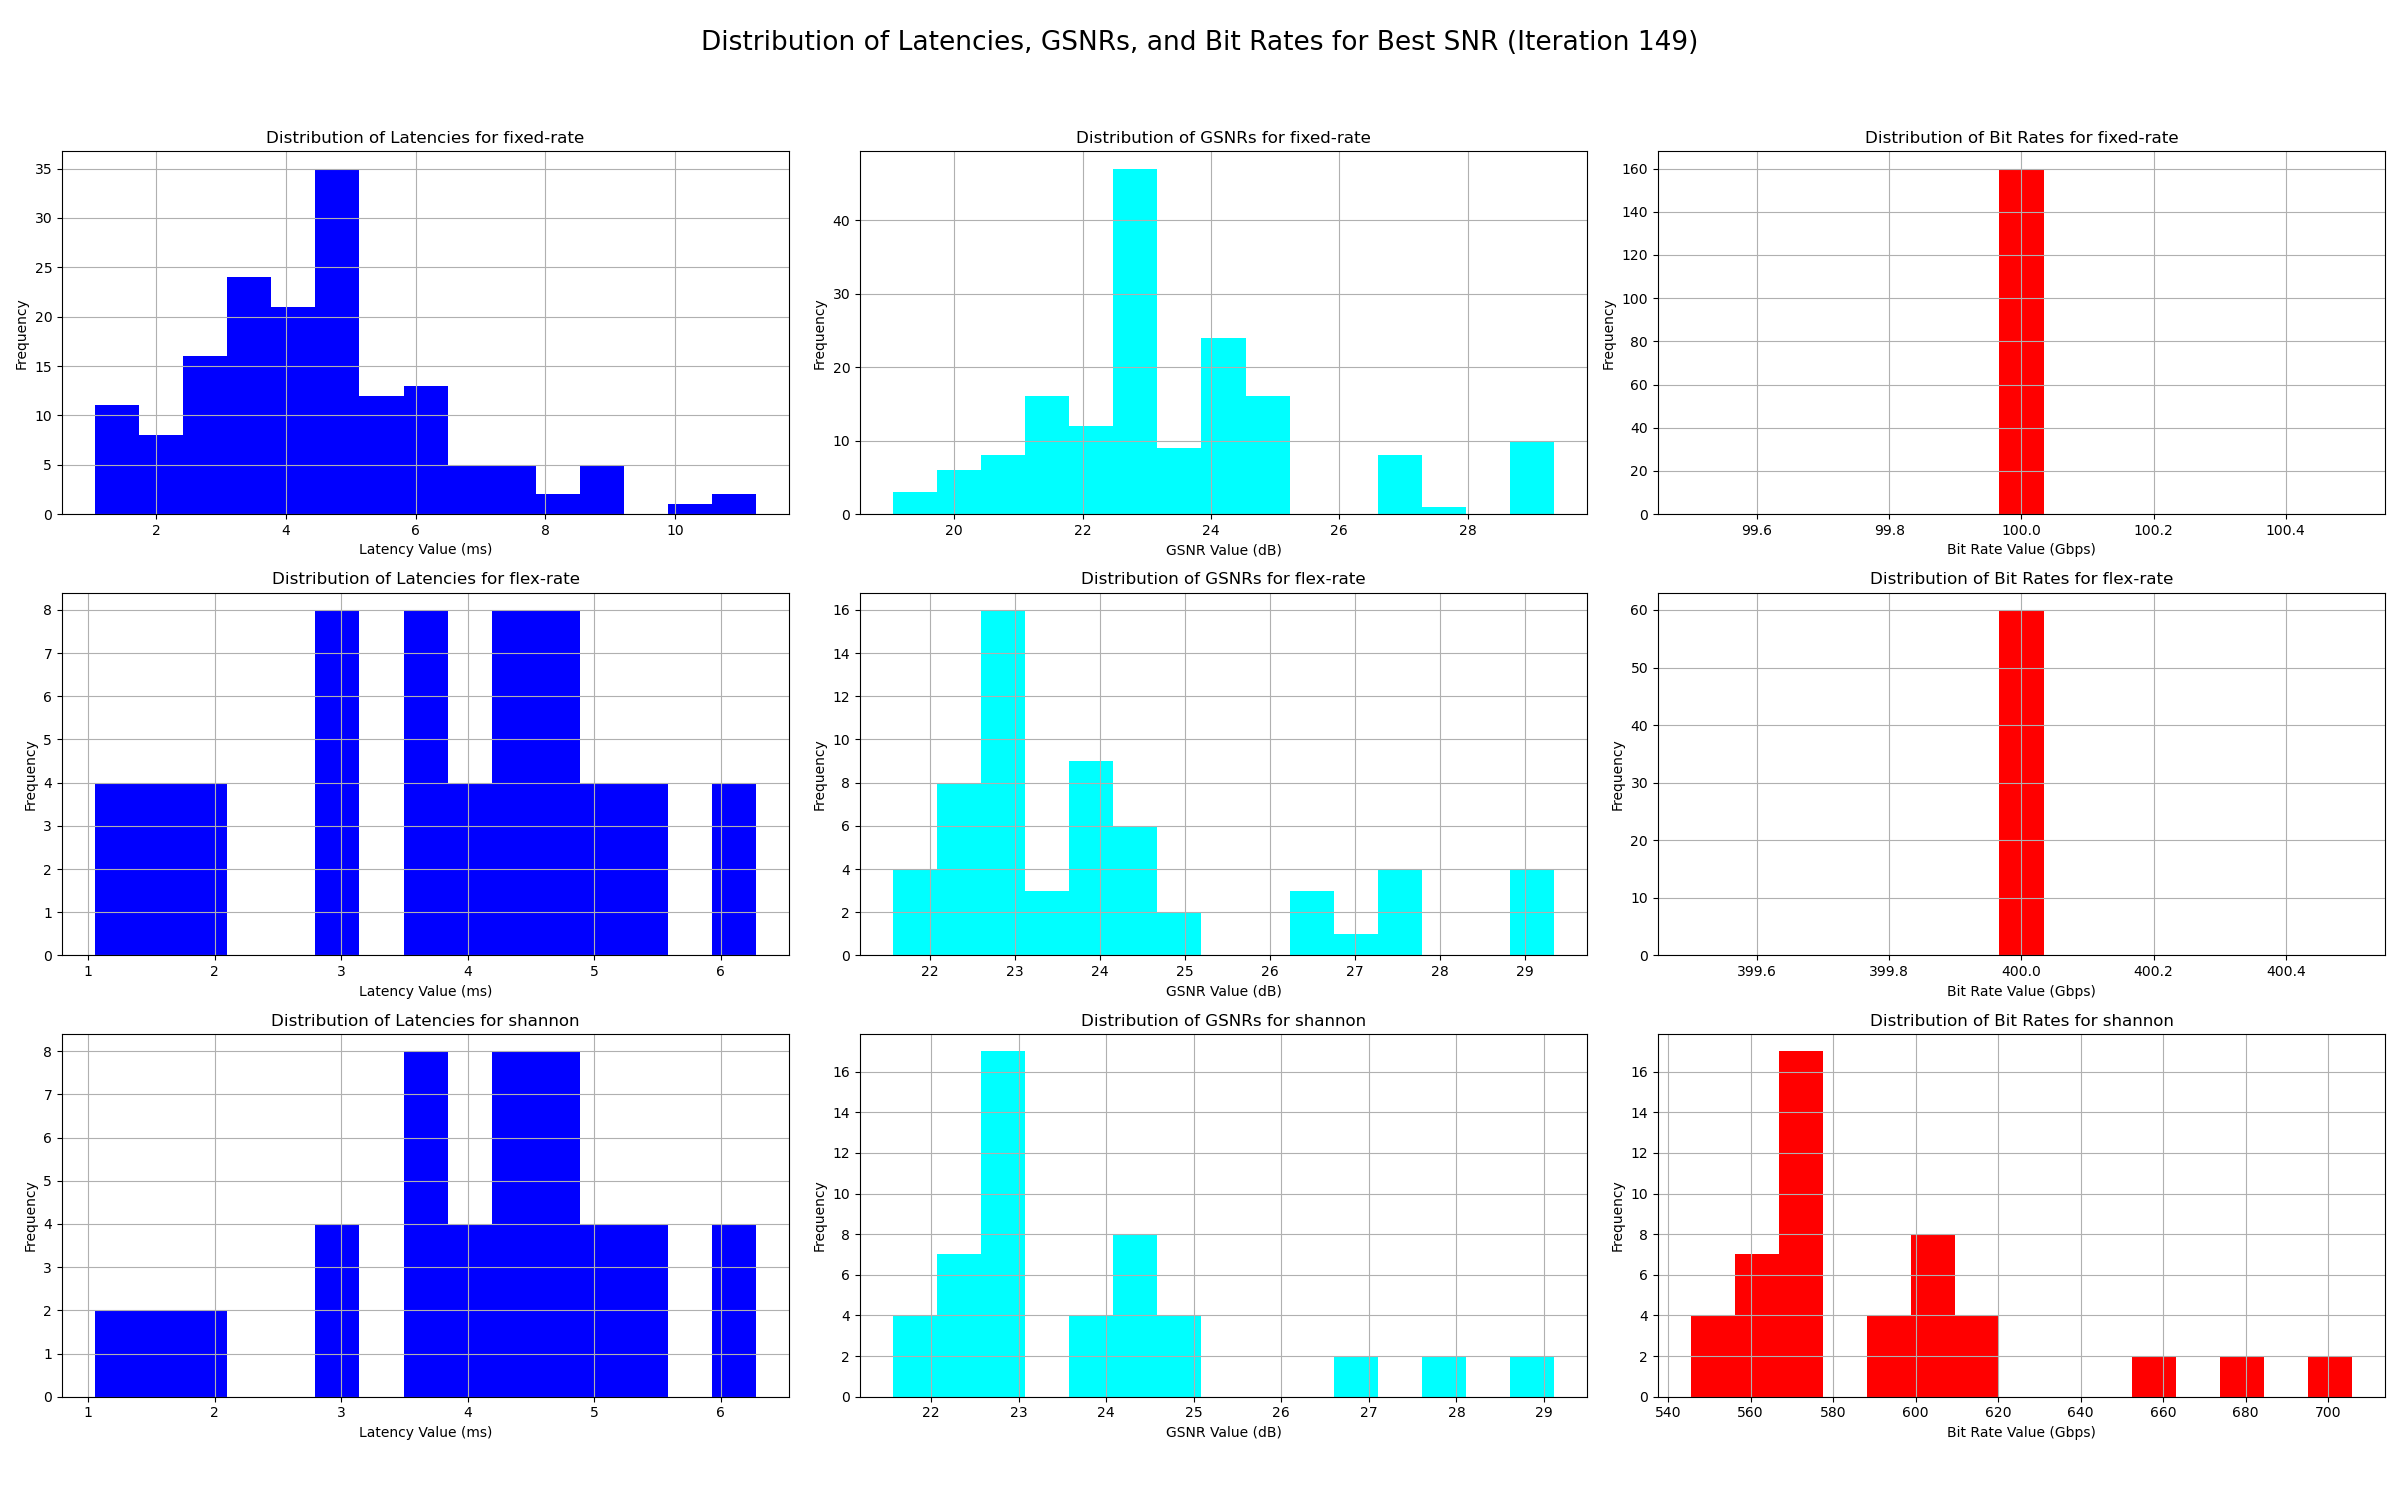 Distribution of Latencies, GSNRs, and Bit Rates for Best SNR (Iteration 149)
Distribution of Latencies for fixed-rate
Frequency
35
30
25
20
15
10
5
0
2 4 6 8 10
Latency Value (ms)
Distribution of GSNRs for fixed-rate
Frequency
40
30
20
10
0
20 22 24 26 28
GSNR Value (dB)
Distribution of Bit Rates for fixed-rate
Frequency
160
140
120
100
80
60
40
20
0
99.6 99.8 100.0 100.2 100.4
Bit Rate Value (Gbps)
Distribution of Latencies for flex-rate
Frequency
8
7
6
5
4
3
2
1
0
1 2 3 4 5 6
Latency Value (ms)
Distribution of GSNRs for flex-rate
Frequency
16
14
12
10
8
6
4
2
0
22 23 24 25 26 27 28 29
GSNR Value (dB)
Distribution of Bit Rates for flex-rate
Frequency
60
50
40
30
20
10
0
399.6 399.8 400.0 400.2 400.4
Bit Rate Value (Gbps)
Distribution of Latencies for shannon
Frequency
8
7
6
5
4
3
2
1
0
1 2 3 4 5 6
Latency Value (ms)
Distribution of GSNRs for shannon
Frequency
16
14
12
10
8
6
4
2
0
22 23 24 25 26 27 28 29
GSNR Value (dB)
Distribution of Bit Rates for shannon
Frequency
16
14
12
10
8
6
4
2
0
540 560 580 600 620 640 660 680 700
Bit Rate Value (Gbps)